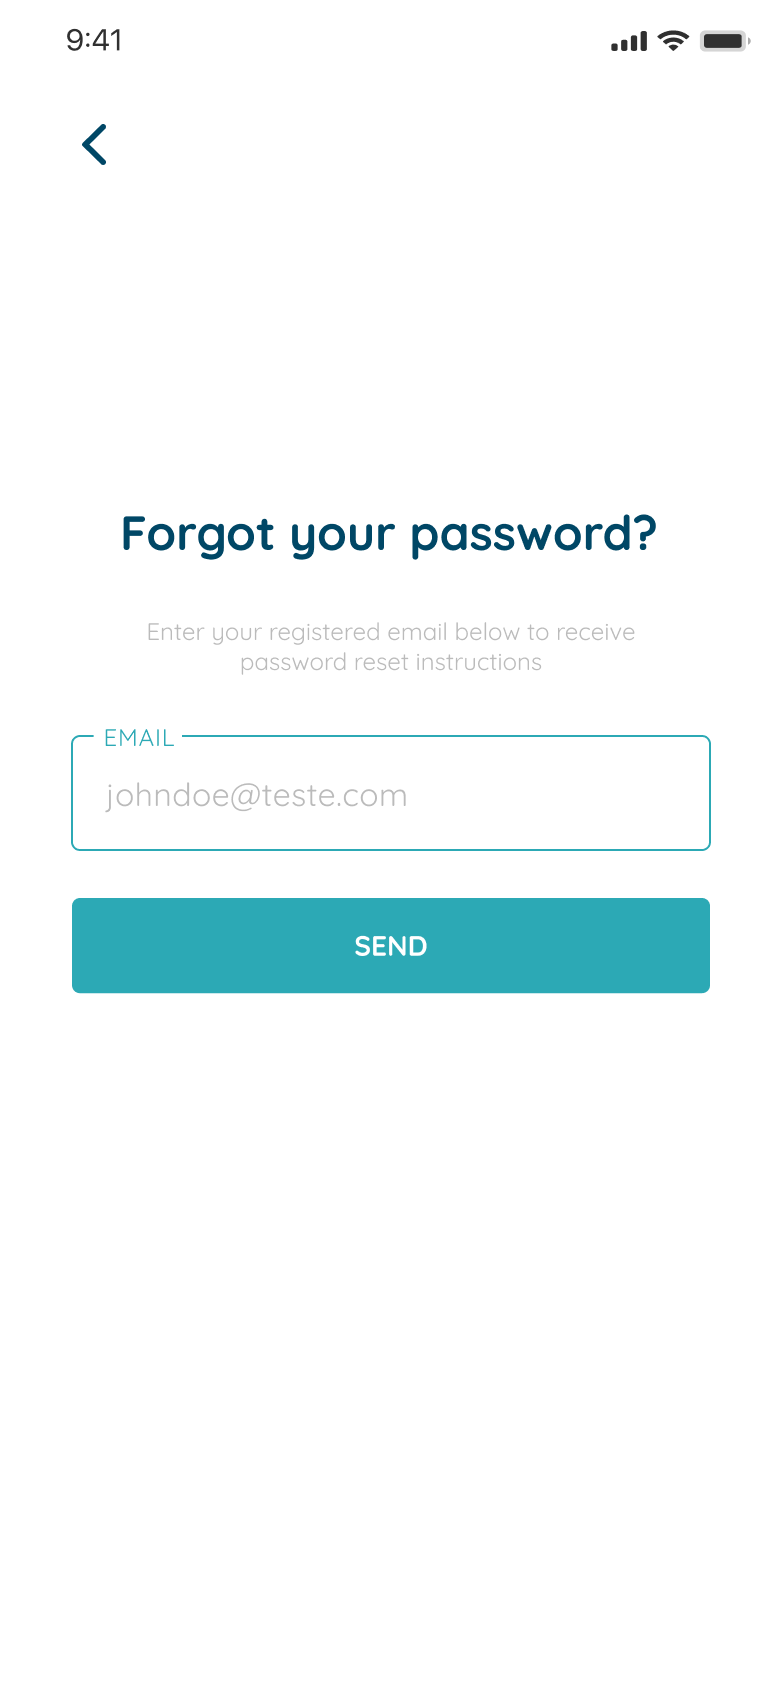 9:41
Forgot your password?
Enter your registered email below to receive
password reset instructions
EMAIL
johndoe@teste.com
SEND